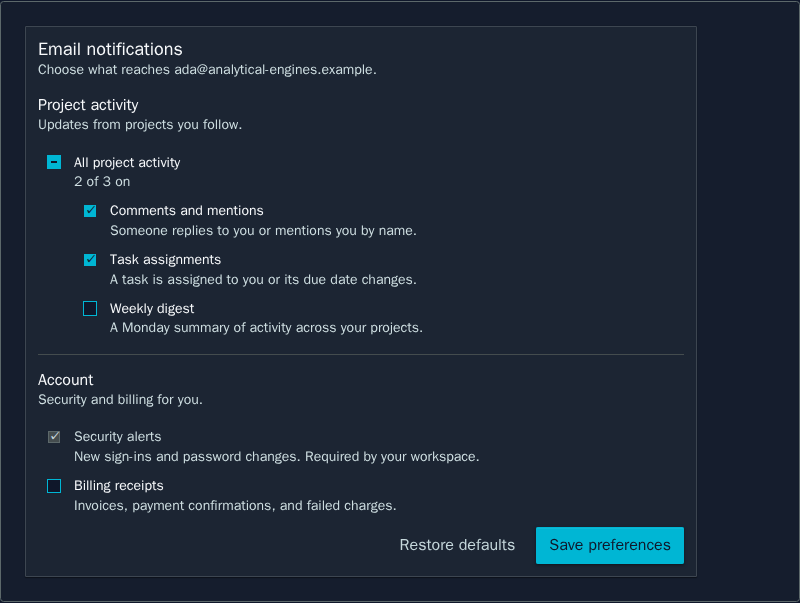 Email notifications
Choose what reaches ada@analytical-engines.example.
Project activity
Updates from projects you follow.
All project activity
2 of 3 on
Comments and mentions
Someone replies to you or mentions you by name.
Task assignments
A task is assigned to you or its due date changes.
Weekly digest
A Monday summary of activity across your projects.
Account
Security and billing for you.
Security alerts
New sign-ins and password changes. Required by your workspace.
Billing receipts
Invoices, payment confirmations, and failed charges.
Restore defaults
Save preferences